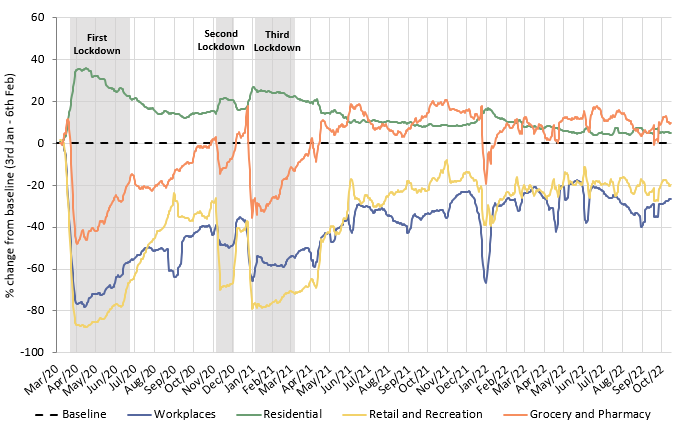 60
40
20
0
-20
-40
-60
-80
-100
% change from baseline (3rd Jan - 6th Feb)
First
Lockdown
Second
Lockdown
Third
Lockdown
Mar/20
Apr/20
May/20
Jun/20
Jul/20
Aug/20
Sep/20
Oct/20
Nov/20
Dec/20
Jan/21
Feb/21
Mar/21
Apr/21
May/21
Jun/21
Jul/21
Aug/21
Sep/21
Oct/21
Nov/21
Dec/21
Jan/22
Feb/22
Mar/22
Apr/22
May/22
Jun/22
Jul/22
Aug/22
Sep/22
Oct/22
Baseline Workplaces Residential Retail and Recreation Grocery and Pharmacy